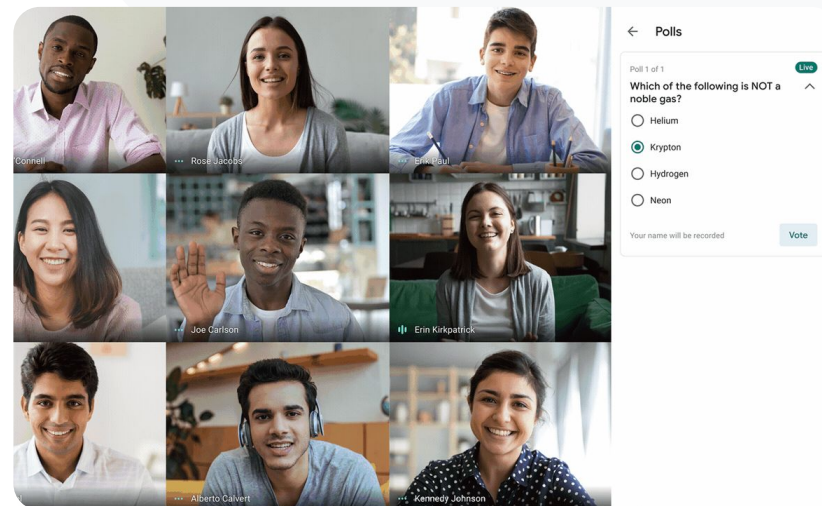 Polls
Poll 1 of 1
Live
Which of the following is NOT a
noble gas?
Helium
Krypton
Hydrogen
Neon
Your name will be recorded
Vote
'Connell
Rose Jacobs
Erik Paul
Joe Carlson
Erin Kirkpatrick
Alberto Calvert
Kennedy Johnson